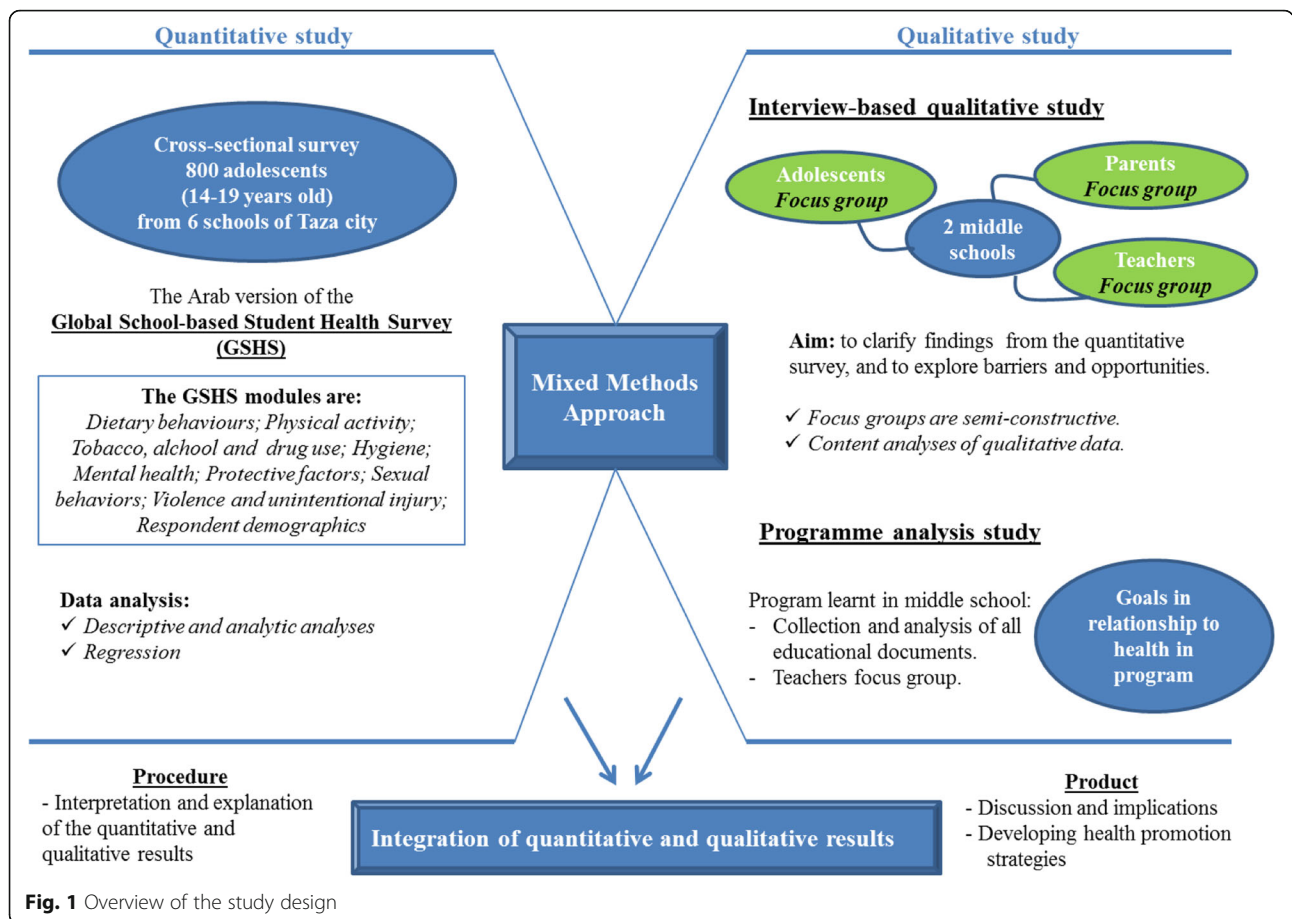 Quantitative study
Cross-sectional survey
800 adolescents
(14-19 years old)
from 6 schools of Taza city
The Arab version of the
Global School-based Student Health Survey
(GSHS)
The GSHS modules are:
Dietary behaviours; Physical activity;
Tobacco, alchool and drug use; Hygiene;
Mental health; Protective factors; Sexual
behaviors; Violence and unintentional injury;
Respondent demographics
Data analysis:
✓ Descriptive and analytic analyses
✓ Regression
Mixed Methods
Approach
Qualitative study
Interview-based qualitative study
Adolescents
Focus group
Parents
Focus group
2 middle
schools
Teachers
Focus group
Aim: to clarify findings from the quantitative
survey, and to explore barriers and opportunities.
✓ Focus groups are semi-constructive.
✓ Content analyses of qualitative data.
Programme analysis study
Program learnt in middle school:
- Collection and analysis of all
educational documents.
- Teachers focus group.
Goals in
relationship to
health in
program
Procedure
- Interpretation and explanation
of the quantitative and
qualitative results
Integration of quantitative and qualitative results
Product
- Discussion and implications
- Developing health promotion
strategies
Fig. 1 Overview of the study design